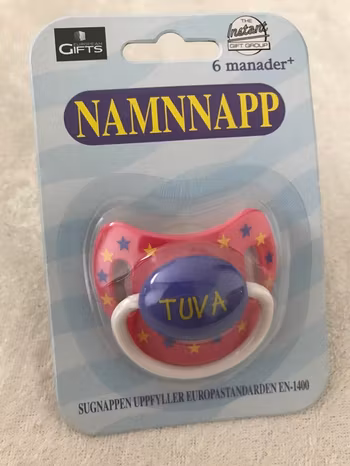 GIFTS
THE
Instant
GIFT GROUP
6 manader+
NAMNNAPP
TUVA
SUGNAPPEN UPPFYLLER EUROPASTANDARDEN EN-1400